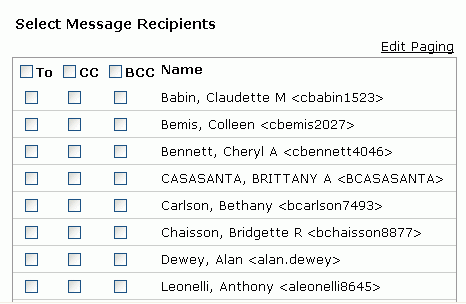 Select Message Recipients
Edit Paging
To CC BCC Name
Babin, Claudette M <cbabin1523>
Bemis, Colleen <cbemis2027>
Bennett, Cheryl A <cbennett4046>
CASASANTA, BRITTANY A <BCASASANTA>
Carlson, Bethany <bcarlson7493>
Chaisson, Bridgette R <bchaisson8877>
Dewey, Alan <alan.dewey>
Leonelli, Anthony <aleonelli8645>